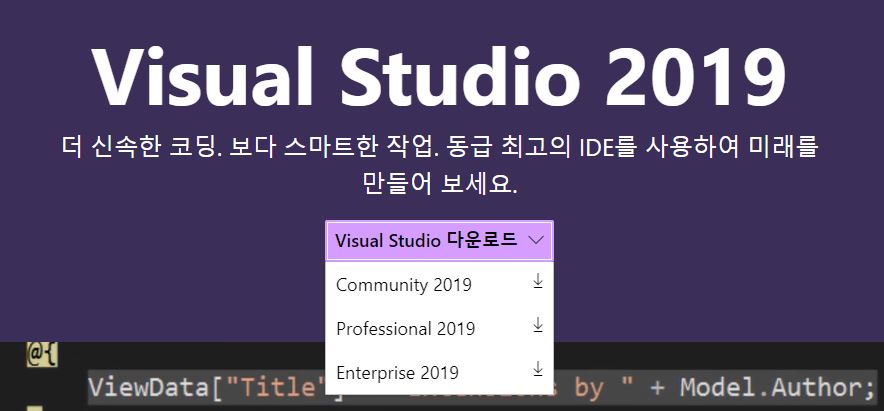 Visual Studio 2019
더 신속한 코딩. 보다 스마트한 작업. 동급 최고의 IDE를 사용하여 미래를
만들어 보세요.
Visual Studio 다운로드
Community 2019
Professional 2019
Enterprise 2019
@{
ViewData["Title"] by " + Model.Author;